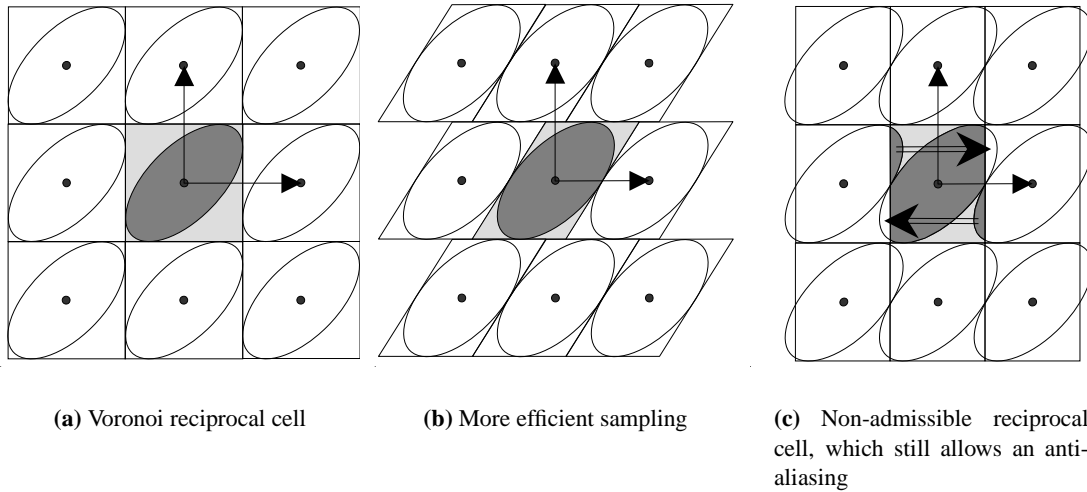 (a) Voronoi reciprocal cell
(b) More efficient sampling
(c) Non-admissible reciprocal
cell, which still allows an anti-
aliasing